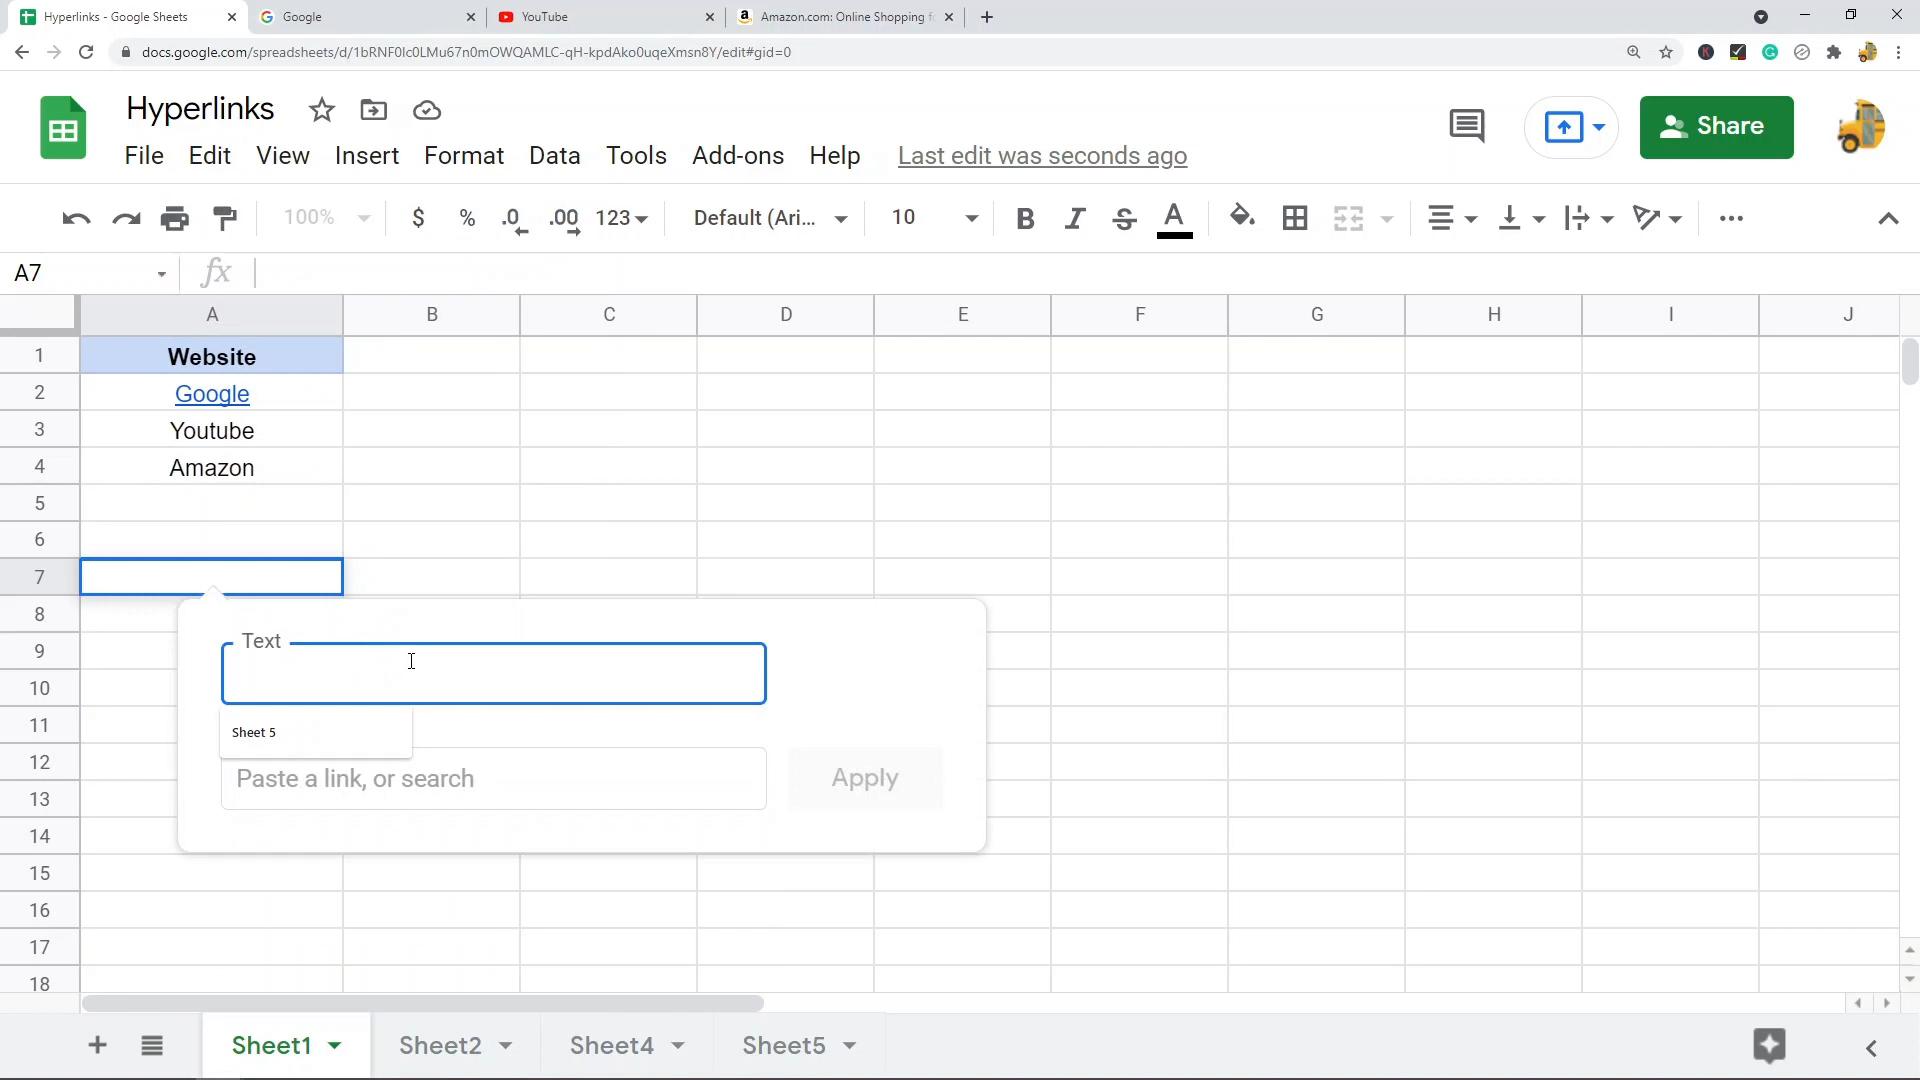 Hyperlinks - Google Sheets
Google
YouTube
Amazon.com: Online Shopping f
docs.google.com/spreadsheets/d/1bRNF0lc0LMu67n0mOWQAMLC-qH-kpdAko0uqeXmsn8Y/edit#gid=0
Hyperlinks
Share
File Edit View Insert Format Data Tools Add-ons Help Last edit was seconds ago
100% $ % .0 .00 123 Default (Ari... 10 B I S A
A7 fx
A B C D E F G H I J
1 Website
2 Google
3 Youtube
4 Amazon
5
6
7
8
9 Text
10
11 Sheet 5
12 Paste a link, or search Apply
13
14
15
16
17
18
Sheet1 Sheet2 Sheet4 Sheet5